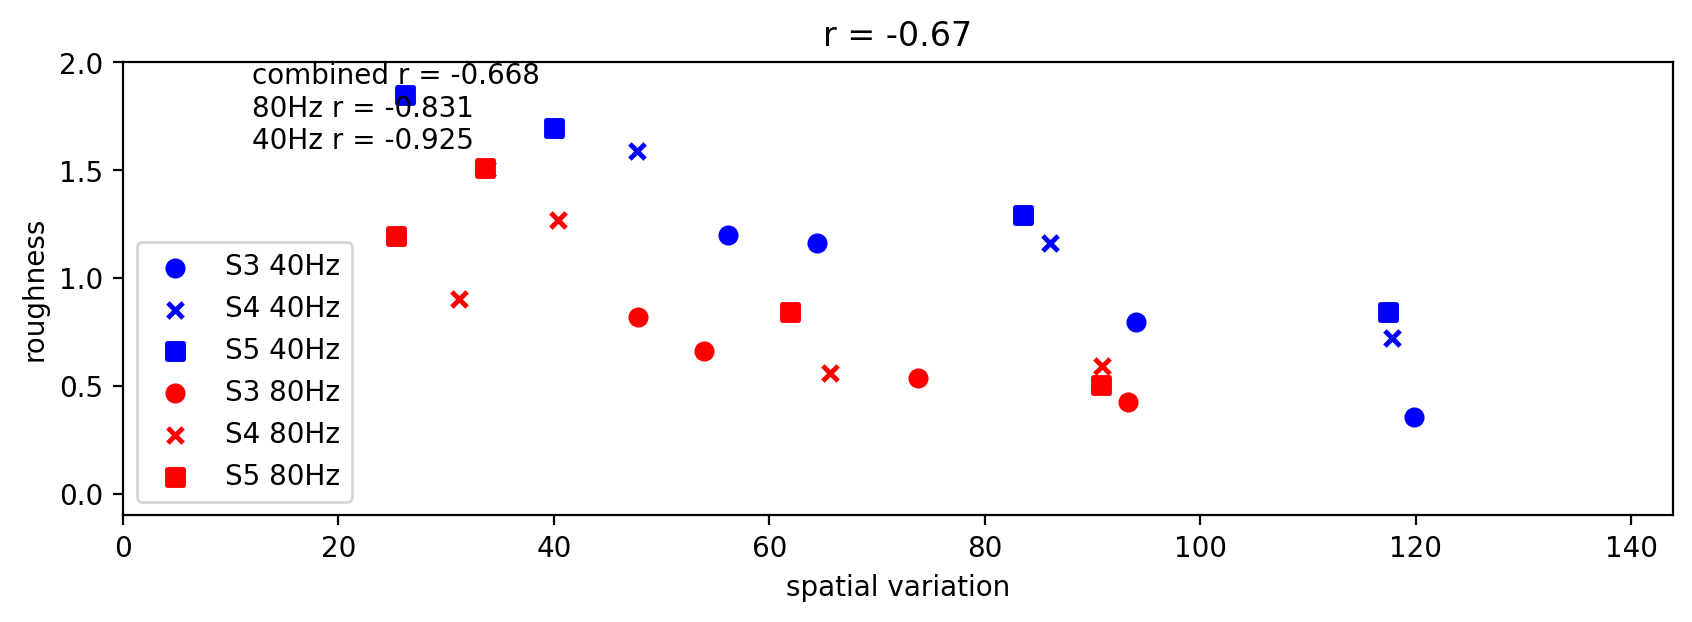 r = -0.67
combined r = -0.668
80Hz r = -0.831
40Hz r = -0.925
roughness
2.0
1.5
1.0
0.5
0.0
S3 40Hz
S4 40Hz
S5 40Hz
S3 80Hz
S4 80Hz
S5 80Hz
0 20 40 60 80 100 120 140
spatial variation